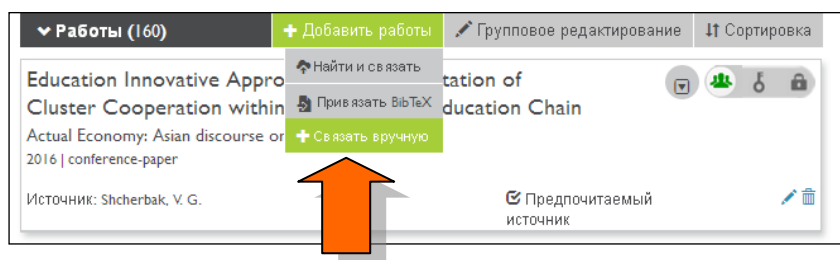 Работы (160) Добавить работы Групповое редактирование Сортировка
Найти и связать
Привязать BibTeX
Связать вручную
Education Innovative Appro tation of
Cluster Cooperation within ducation Chain
Actual Economy: Asian discourse or
2016 | conference-paper
Источник: Shcherbak, V. G. Предпочитаемый
источник